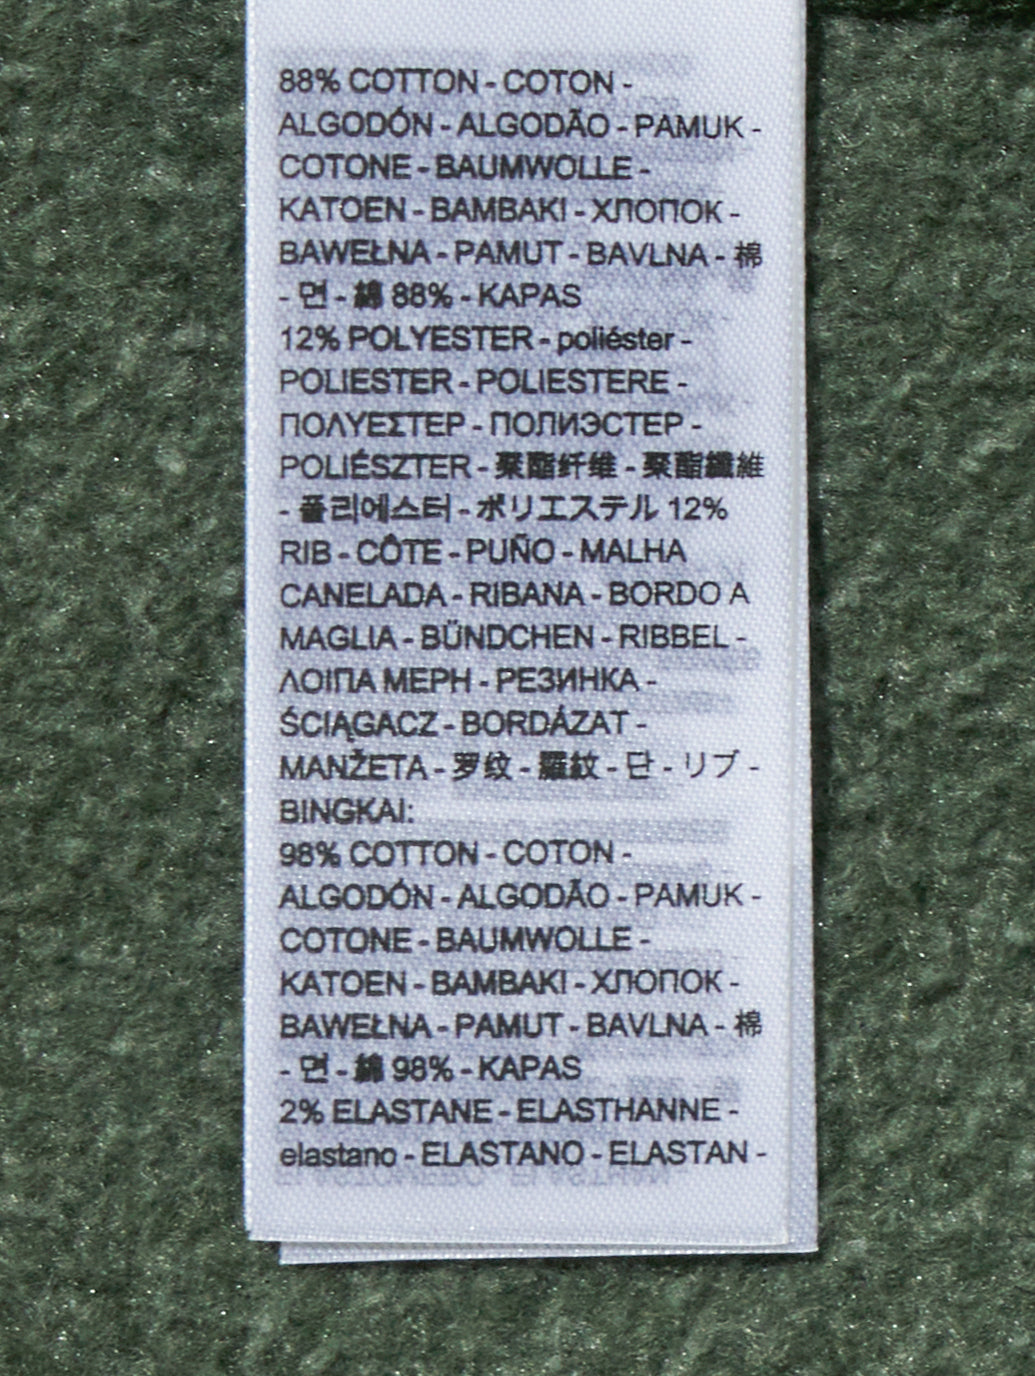 88% COTTON - COTON -
ALGODÓN - ALGODÃO - PAMUK -
COTONE - BAUMWOLLE -
KATOEN - ΒΑΜΒΑΚΙ - ХЛОПОК -
BAWEŁNA - PAMUT - BAVLNA - 棉
- 면 - 綿 88% - KAPAS
12% POLYESTER - poliéster -
POLIESTER - POLIESTERE -
ΠΟΛΥΕΣΤΕΡ - ПОЛИЭСТЕР -
POLIÉSZTER - 聚酯纤维 - 聚酯纖維
- 폴리에스터 - ポリエステル 12%
RIB - CÔTE - PUÑO - MALHA
CANELADA - RIBANA - BORDO A
MAGLIA - BÜNDCHEN - RIBBEL -
ΛΟΙΠΑ ΜΕΡΗ - РЕЗИНКА -
ŚCIĄGACZ - BORDÁZAT -
MANŽETA - 罗纹 - 羅紋 - 단 - リブ -
BINGKAI:
98% COTTON - COTON -
ALGODÓN - ALGODÃO - PAMUK -
COTONE - BAUMWOLLE -
KATOEN - ΒΑΜΒΑΚΙ - ХЛОПОК -
BAWEŁNA - PAMUT - BAVLNA - 棉
- 면 - 綿 98% - KAPAS
2% ELASTANE - ELASTHANNE -
elastano - ELASTANO - ELASTAN -